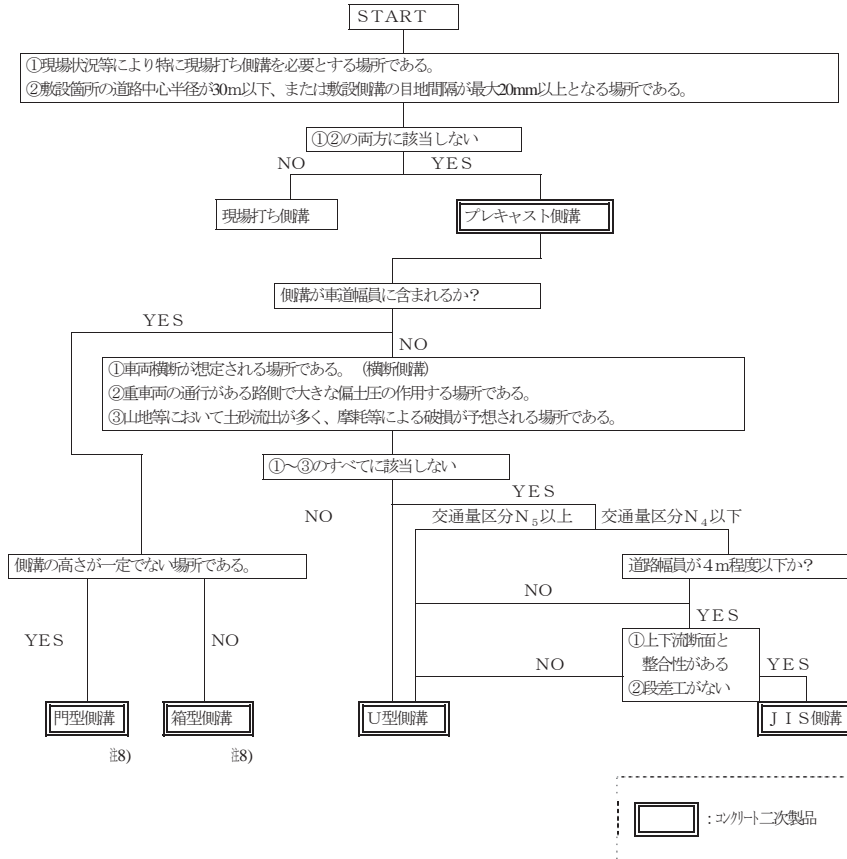 ＳＴＡＲＴ
①現場状況等により特に現場打ち側溝を必要とする場所である。
②敷設箇所の道路中心半径が30m以下、または敷設側溝の目地間隔が最大20mm以上となる場所である。
①②の両方に該当しない
ＮＯ ＹＥＳ
現場打ち側溝 プレキャスト側溝
側溝が車道幅員に含まれるか？
ＹＥＳ
ＮＯ
①車両横断が想定される場所である。（横断側溝）
②重車両の通行がある路側で大きな偏土圧の作用する場所である。
③山地等において土砂流出が多く、摩耗等による破損が予想される場所である。
①～③のすべてに該当しない
ＹＥＳ
ＮＯ 交通量区分Ｎ₅以上 交通量区分Ｎ₄以下
側溝の高さが一定でない場所である。 道路幅員が４ｍ程度以下か？
ＮＯ
ＹＥＳ
ＹＥＳ ＮＯ
①上下流断面と
整合性がある
②段差工がない
ＮＯ ＹＥＳ
門型側溝 箱型側溝 Ｕ型側溝 ＪＩＳ側溝
注8) 注8)
：コンクリート二次製品